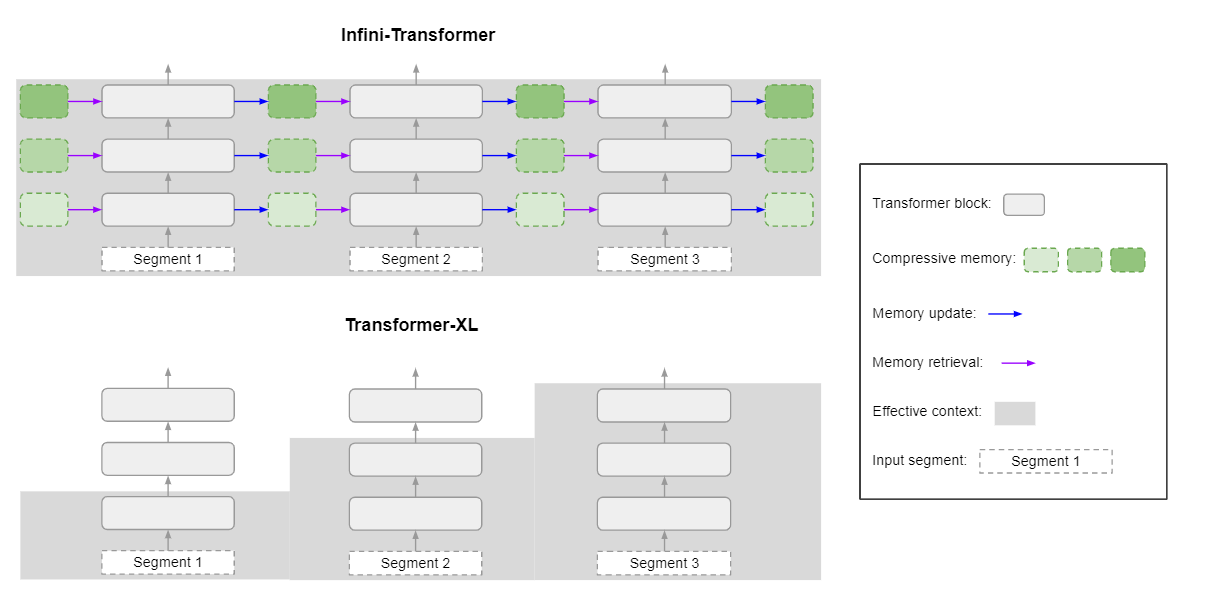 Infini-Transformer
Segment 1
Segment 2
Segment 3
Transformer-XL
Segment 1
Segment 2
Segment 3
Transformer block:
Compressive memory:
Memory update:
Memory retrieval:
Effective context:
Input segment: Segment 1